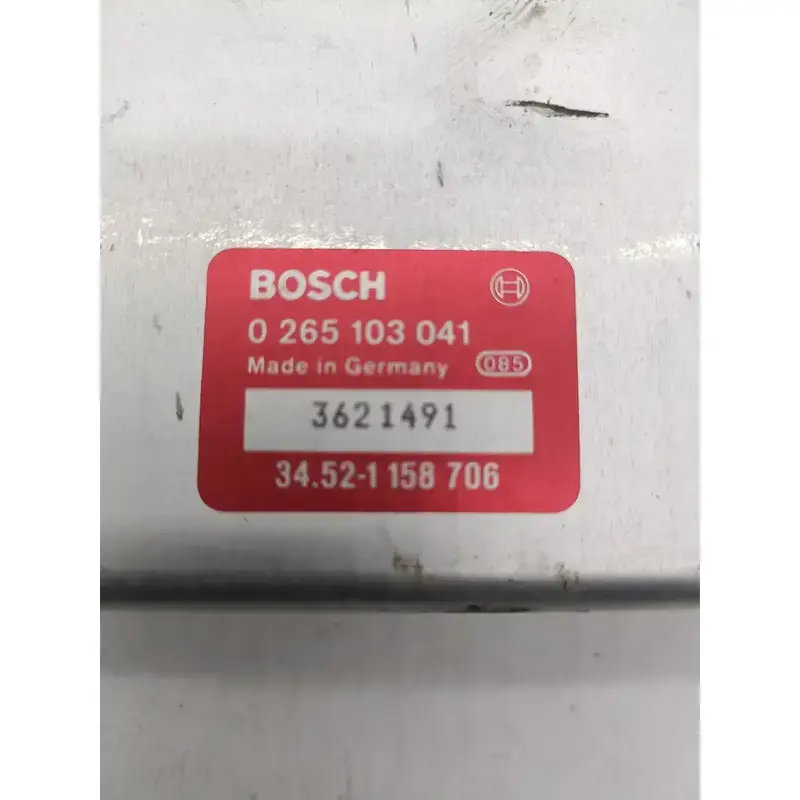 BOSCH
0 265 103 041
Made in Germany 085
3621491
34.52-1 158 706